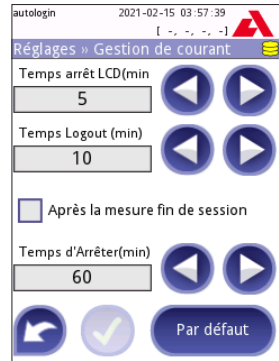 autologin 2021-02-15 03:57:39
[ -, -, -, -]
Réglages » Gestion de courant
Temps arrêt LCD(min
5
Temps Logout (min)
10
Après la mesure fin de session
Temps d'Arrêter(min)
60
Par défaut